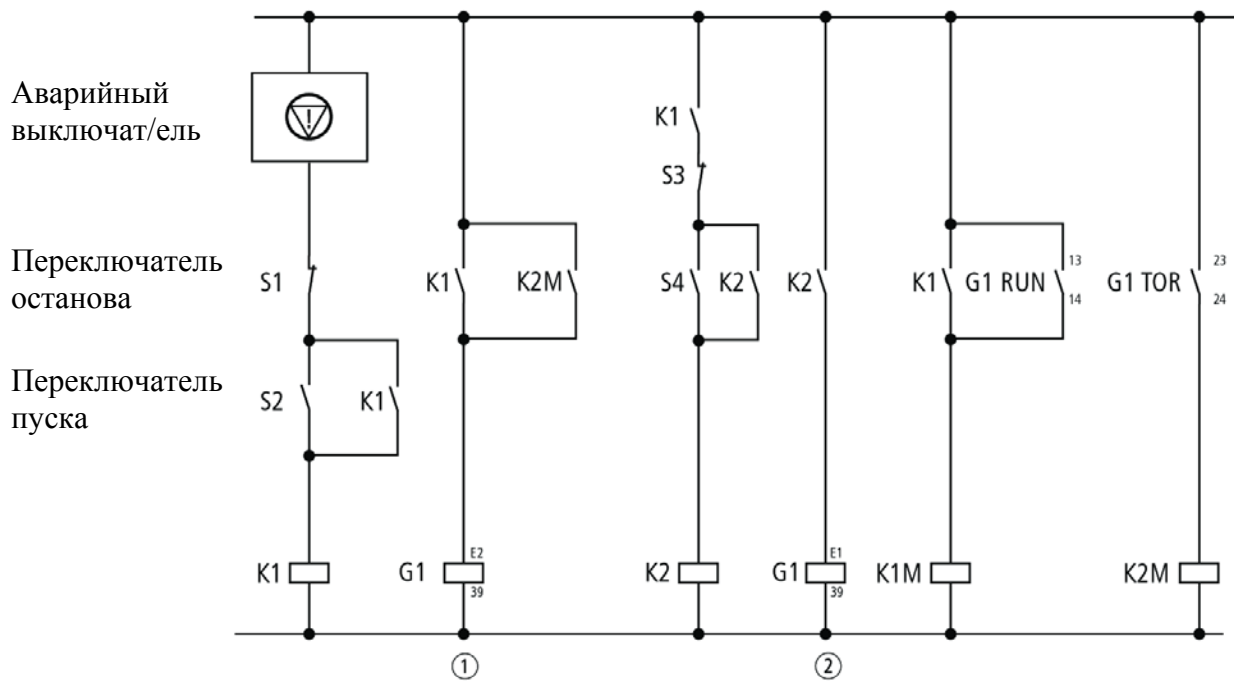 Аварийный
выключат/ель
K1
S3
Переключатель
останова
S1
K1
K2M
S4
K2
K2
K1
G1 RUN
13
14
G1 TOR
23
24
Переключатель
пуска
S2
K1
K1
G1
E2
39
K2
G1
E1
39
K1M
K2M
1
2